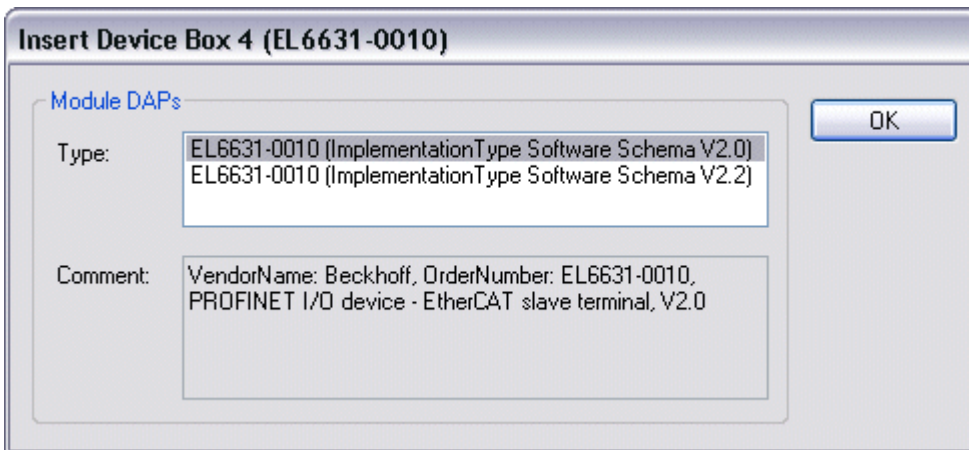 Insert Device Box 4 (EL6631-0010)
Module DAPs
Type:
EL6631-0010 (ImplementationType Software Schema V2.0)
EL6631-0010 (ImplementationType Software Schema V2.2)
OK
Comment:
VendorName: Beckhoff, OrderNumber: EL6631-0010,
PROFINET I/O device - EtherCAT slave terminal, V2.0